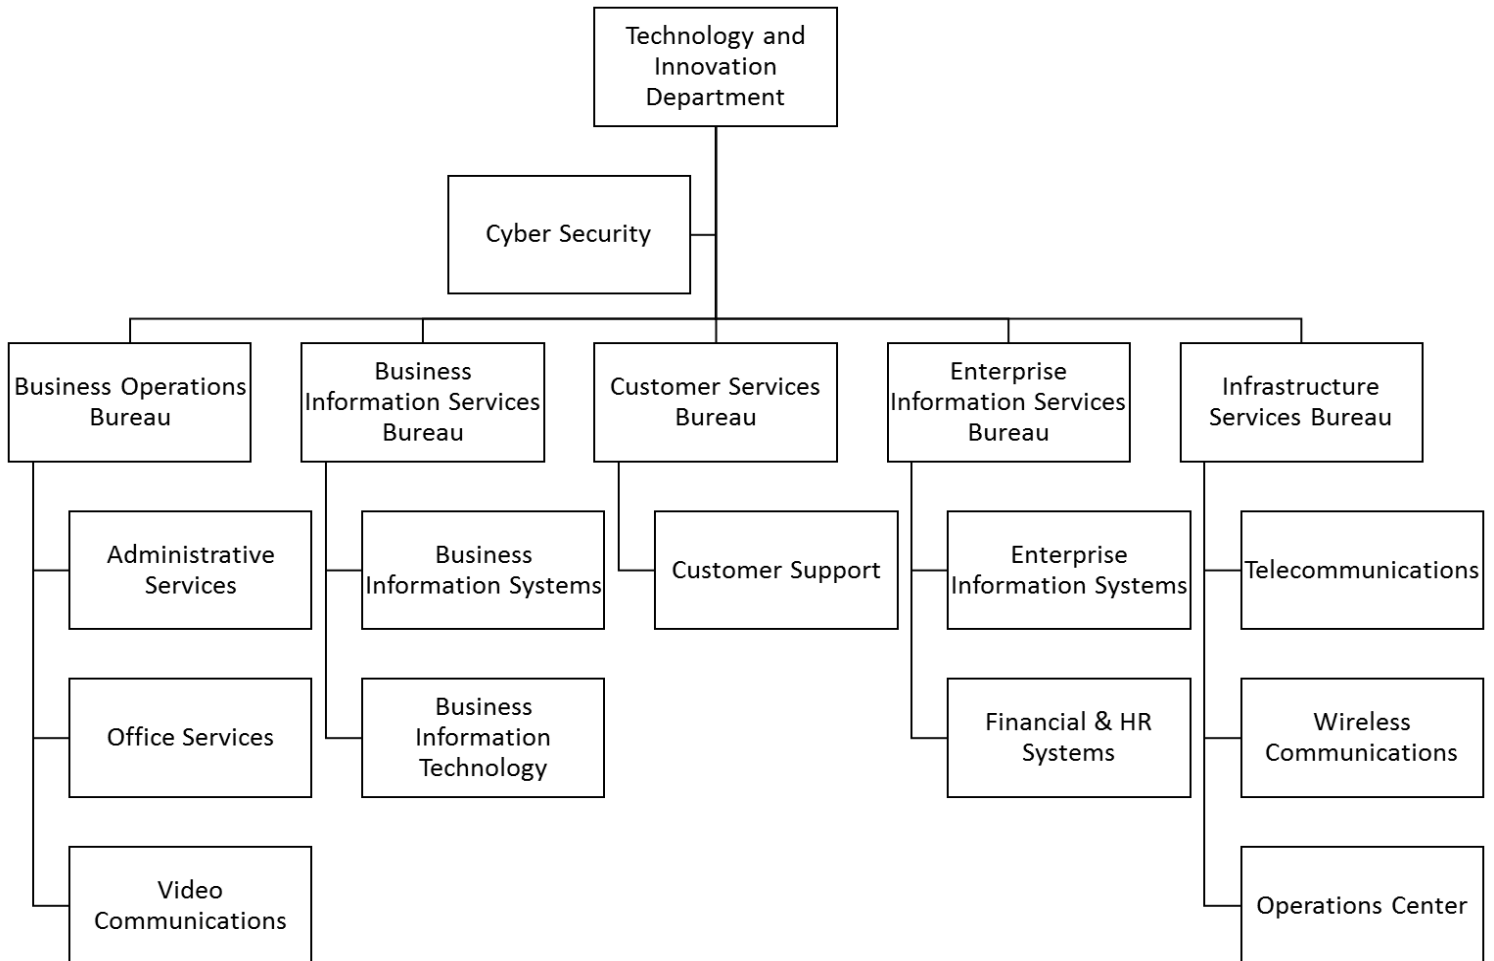 Technology and
Innovation
Department
Cyber Security
Business Operations
Bureau
Business
Information Services
Bureau
Customer Services
Bureau
Enterprise
Information Services
Bureau
Infrastructure
Services Bureau
Administrative
Services
Business
Information Systems
Customer Support
Enterprise
Information Systems
Telecommunications
Office Services
Business
Information
Technology
Financial & HR
Systems
Wireless
Communications
Video
Communications
Operations Center